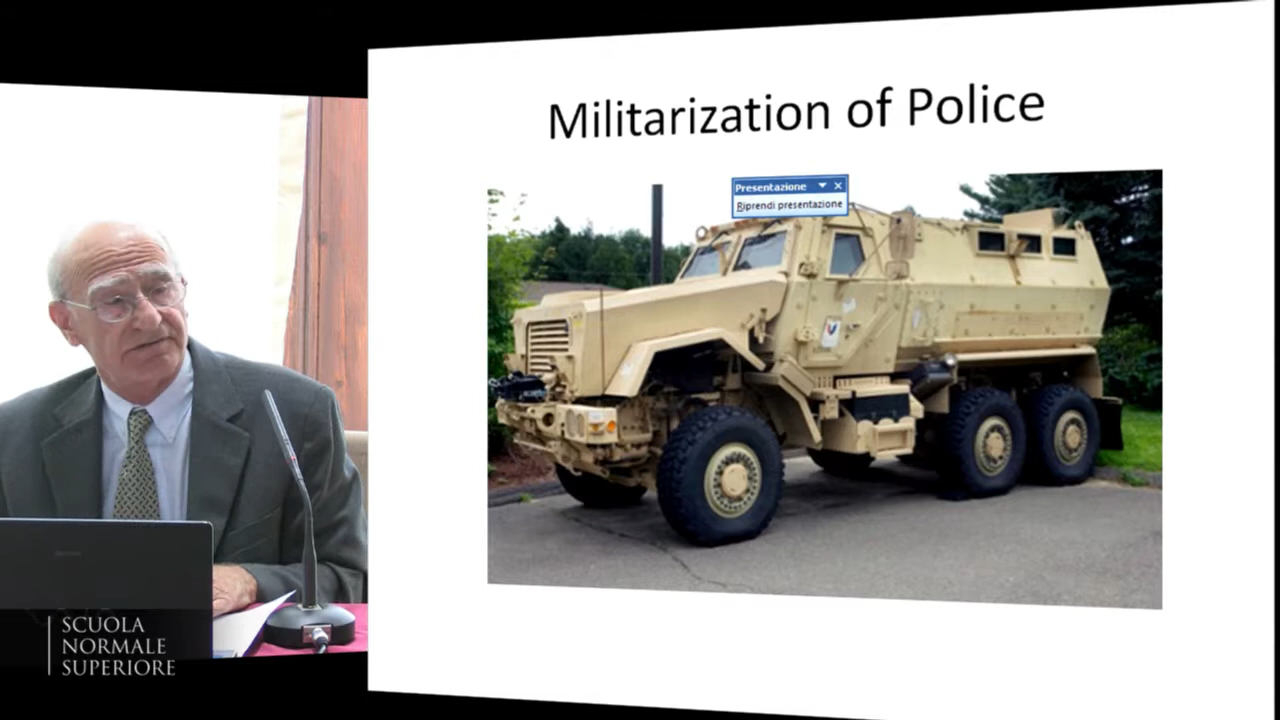 Militarization of Police
Presentazione
Riprendi presentazione
SCUOLA
NORMALE
SUPERIORE